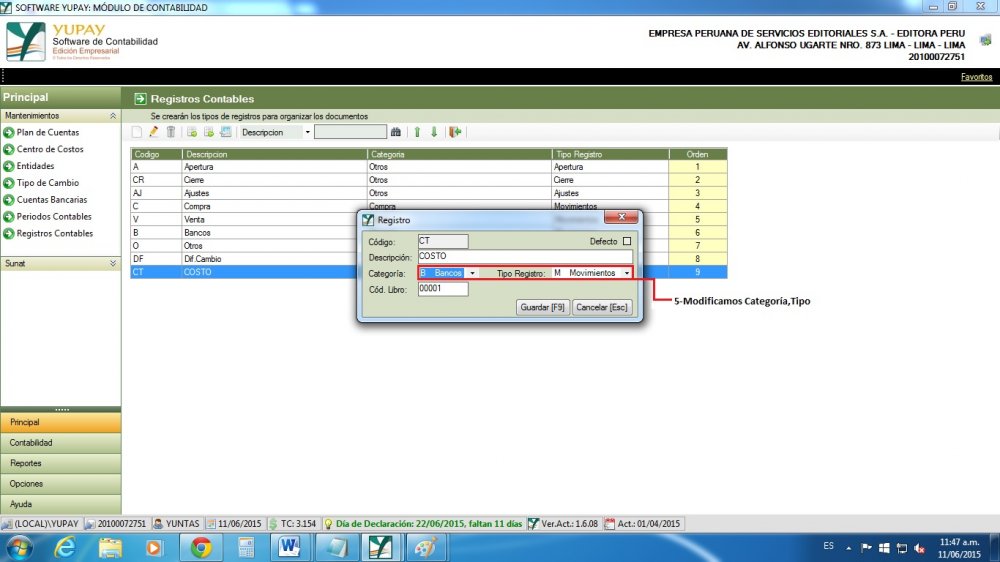 SOFTWARE YUPAY: MÓDULO DE CONTABILIDAD
YUPAY
Software de Contabilidad
Edición Empresarial
EMPRESA PERUANA DE SERVICIOS EDITORIALES S.A. - EDITORA PERU
AV. ALFONSO UGARTE NRO. 873 LIMA - LIMA - LIMA
20100072751
Favoritos
Principal
Mantenimientos
Plan de Cuentas
Centro de Costos
Entidades
Tipo de Cambio
Cuentas Bancarias
Periodos Contables
Registros Contables
Sunat
Principal
Contabilidad
Reportes
Opciones
Ayuda
Registros Contables
Se crearán los tipos de registros para organizar los documentos
Descripcion
Codigo Descripcion Categoria Tipo Registro Orden
A Apertura Otros Apertura 1
CR Cierre Otros Cierre 2
AJ Ajustes Otros Ajustes 3
C Compra Compra Movimientos 4
V Venta 5
B Bancos 6
O Otros 7
DF Dif.Cambio 8
CT COSTO 9
Registro
Código: CT Defecto
Descripción: COSTO
Categoría: B Bancos Tipo Registro: M Movimientos
Cód. Libro: 00001
Guardar [F9] Cancelar [Esc]
5-Modificamos Categoría,Tipo
(LOCAL)\YUPAY 20100072751 YUNTAS 11/06/2015 TC: 3.154 Día de Declaración: 22/06/2015, faltan 11 días Ver.Act.: 1.6.08 Act.: 01/04/2015
ES 11:47 a.m.
11/06/2015